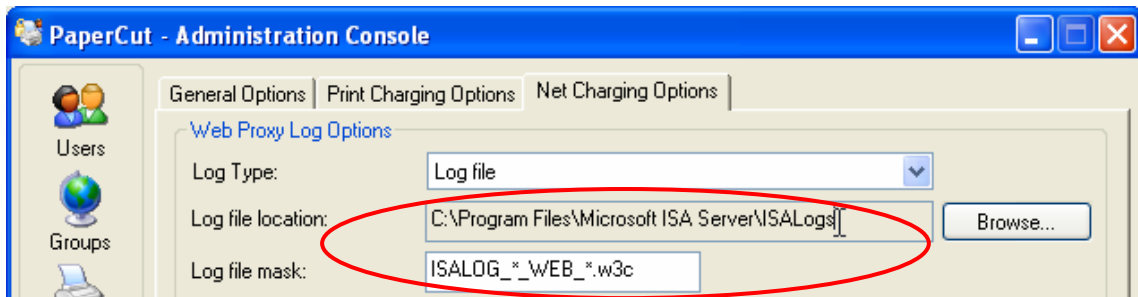 PaperCut - Administration Console
General Options Print Charging Options Net Charging Options
Users
Groups
Web Proxy Log Options
Log Type: Log file
Log file location: C:\Program Files\Microsoft ISA Server\ISALogs Browse...
Log file mask: ISALOG_*_WEB_*.w3c